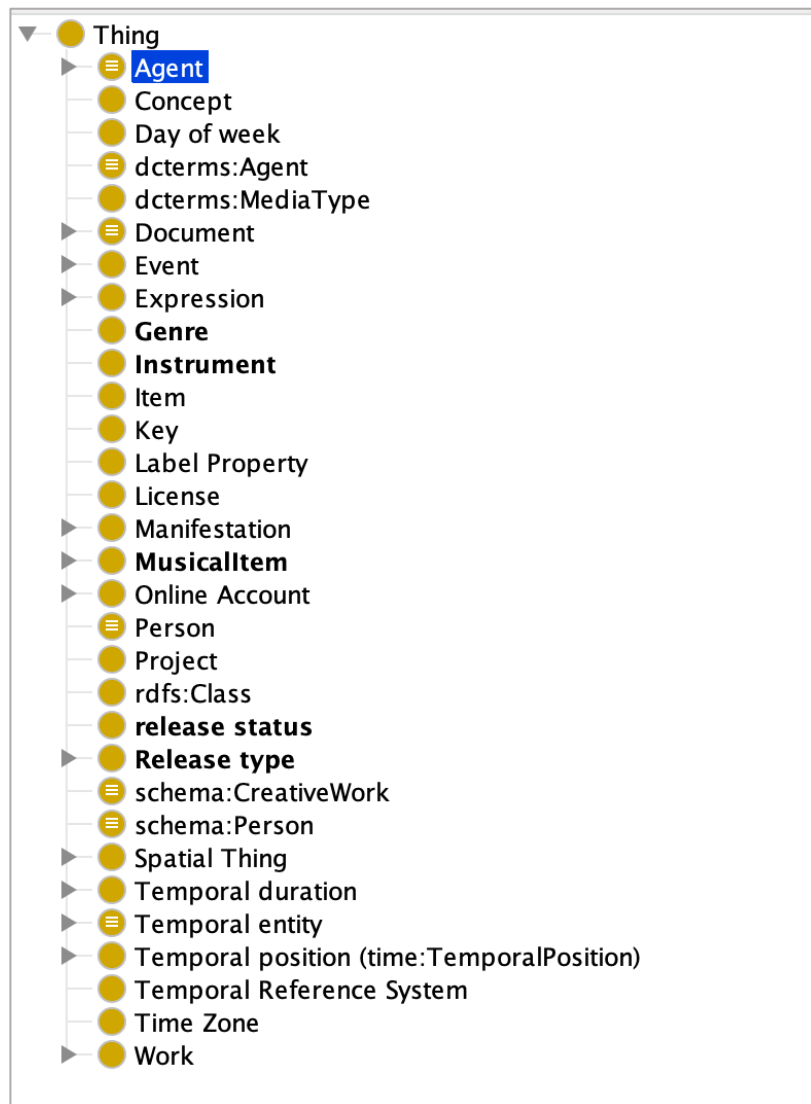 Thing
Agent
Concept
Day of week
dcterms:Agent
dcterms:MediaType
Document
Event
Expression
Genre
Instrument
Item
Key
Label Property
License
Manifestation
MusicalItem
Online Account
Person
Project
rdfs:Class
release status
Release type
schema:CreativeWork
schema:Person
Spatial Thing
Temporal duration
Temporal entity
Temporal position (time:TemporalPosition)
Temporal Reference System
Time Zone
Work